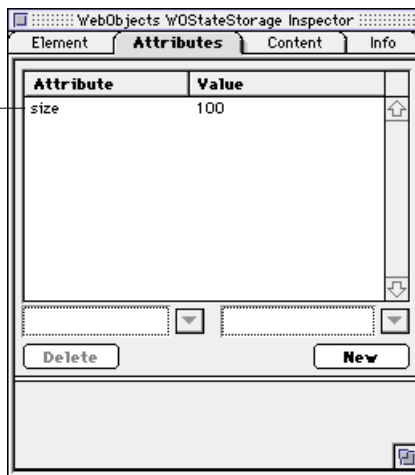 WebObjects WOStateStorage Inspector
Element Attributes Content Info
Attribute Value
size 100
Delete New